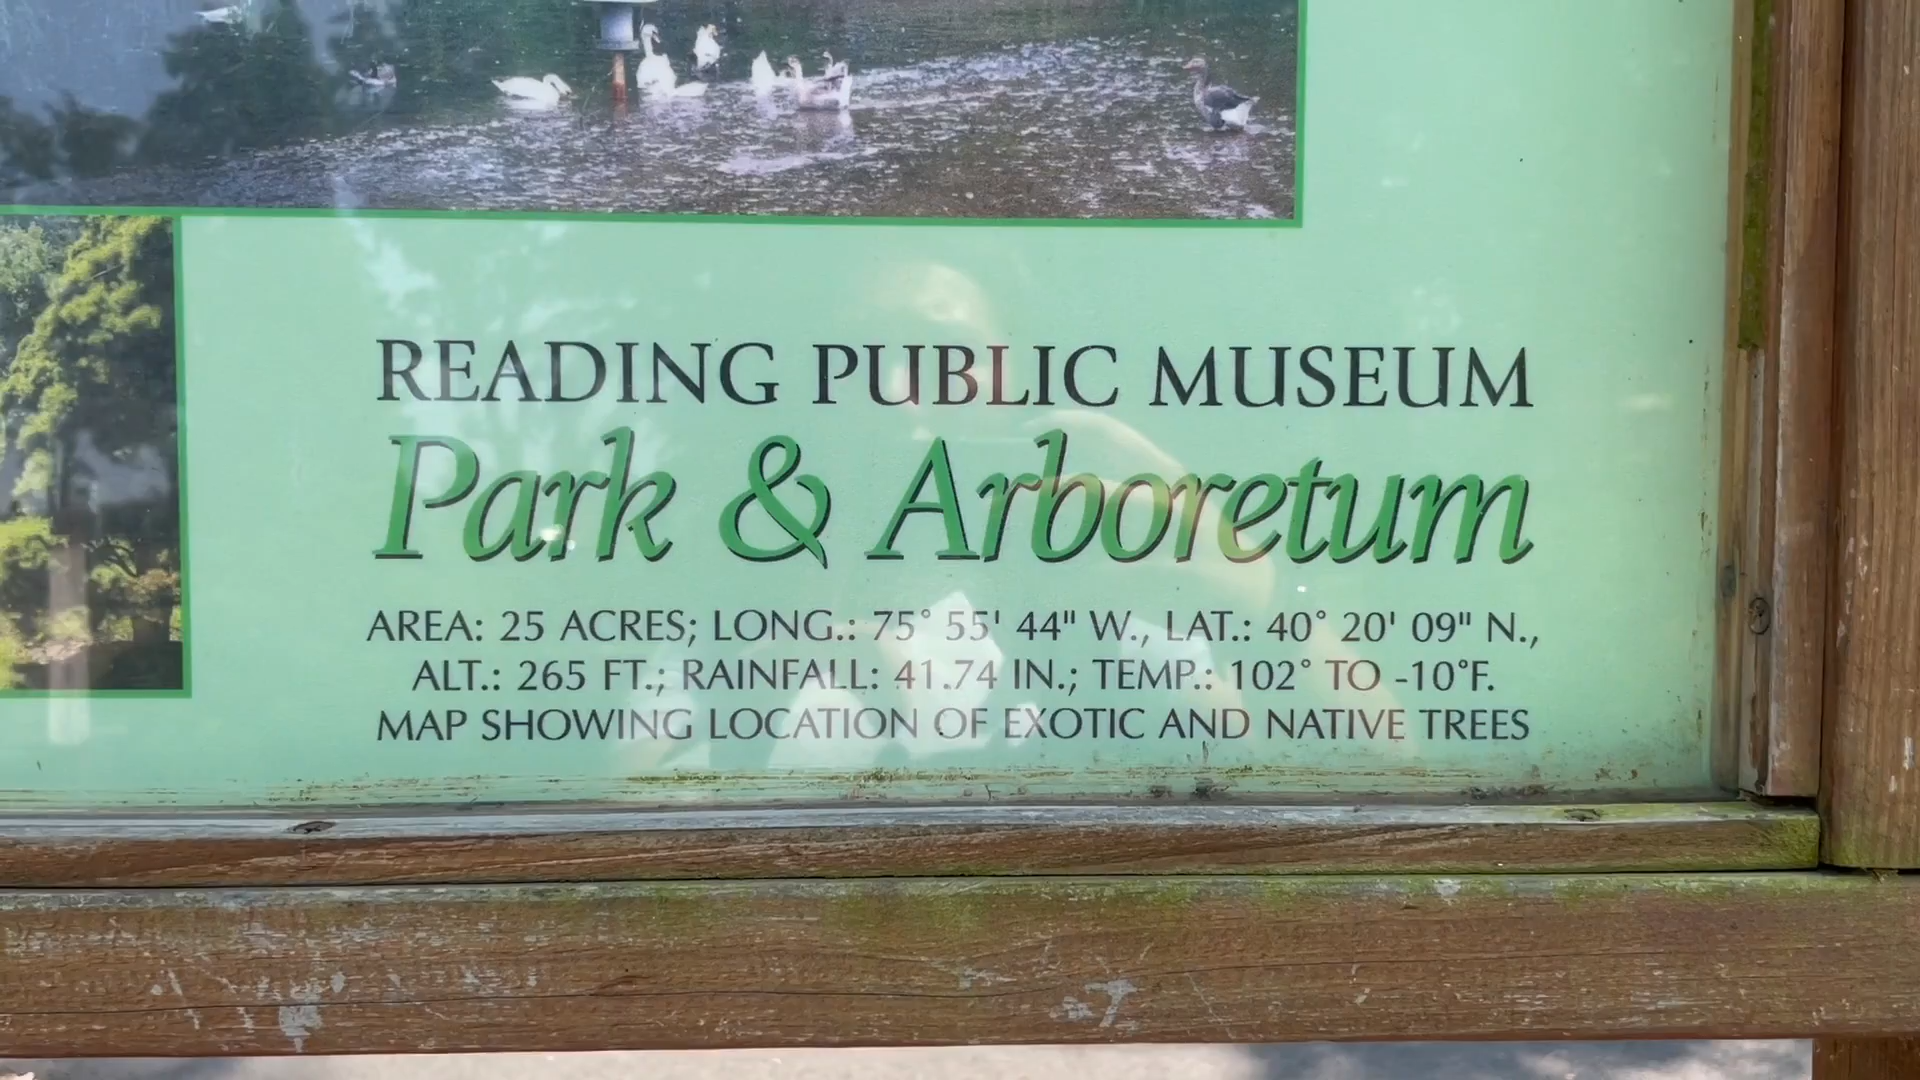 READING PUBLIC MUSEUM
Park & Arboretum
AREA: 25 ACRES; LONG.: 75° 55' 44" W., LAT.: 40° 20' 09" N.,
ALT.: 265 FT.; RAINFALL: 41.74 IN.; TEMP.: 102° TO -10°F.
MAP SHOWING LOCATION OF EXOTIC AND NATIVE TREES